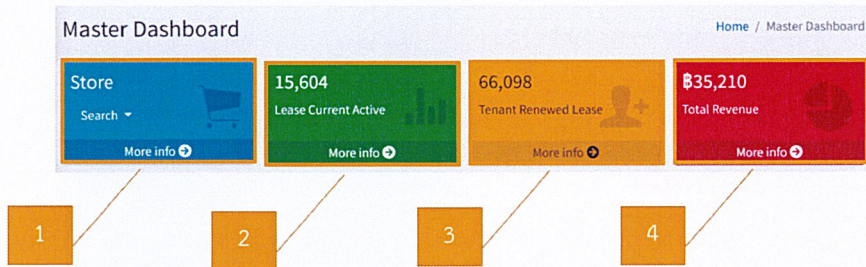 Master Dashboard
Home / Master Dashboard
Store
Search
More info
15,604
Lease Current Active
More info
66,098
Tenant Renewed Lease
More info
฿35,210
Total Revenue
More info
1
2
3
4